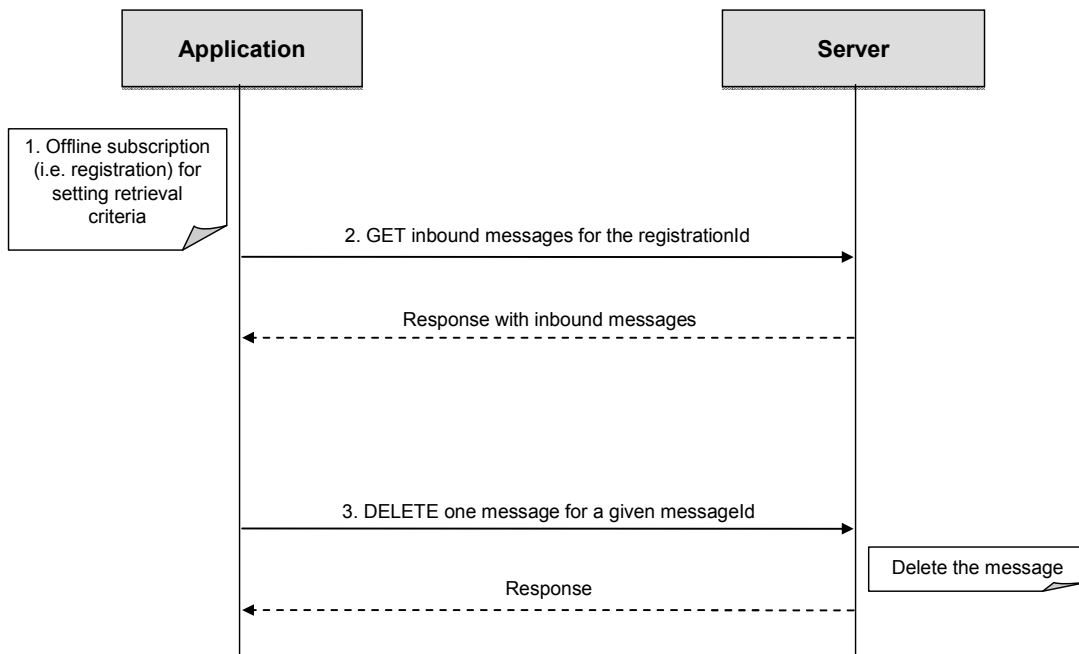 Application
Server
1. Offline subscription
(i.e. registration) for
setting retrieval
criteria
2. GET inbound messages for the registrationId
Response with inbound messages
3. DELETE one message for a given messageId
Delete the message
Response